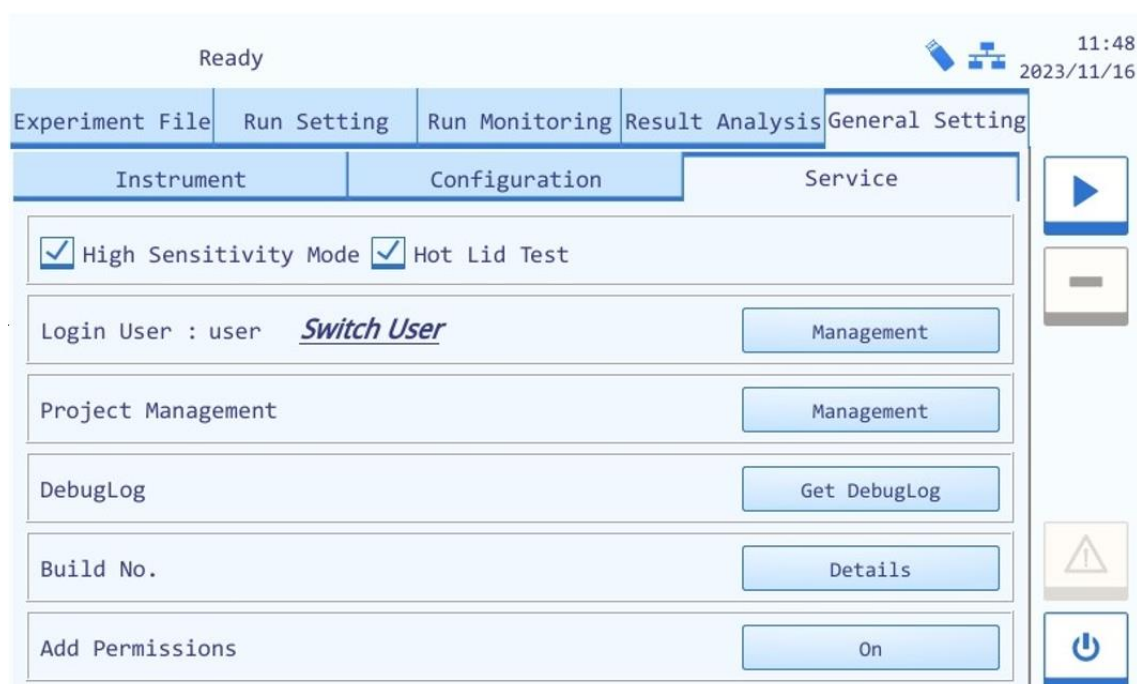 Ready
11:48
2023/11/16
Experiment File Run Setting Run Monitoring Result Analysis General Setting
Instrument Configuration Service
High Sensitivity Mode Hot Lid Test
Login User : user Switch User Management
Project Management Management
DebugLog Get DebugLog
Build No. Details
Add Permissions On